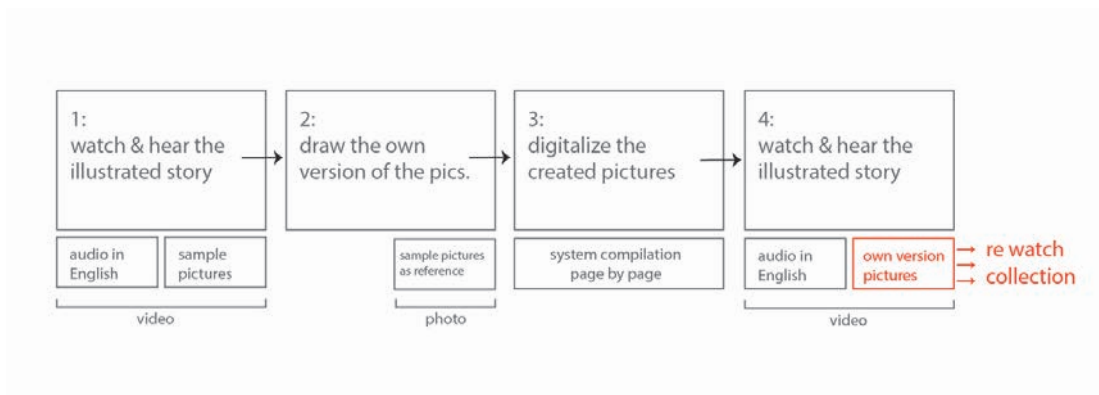 1:
watch & hear the
illustrated story
2:
draw the own
version of the pics.
3:
digitalize the
created pictures
4:
watch & hear the
illustrated story
audio in
English
sample
pictures
sample pictures
as reference
system compilation
page by page
audio in
English
own version
pictures
re watch
collection
video
photo
video